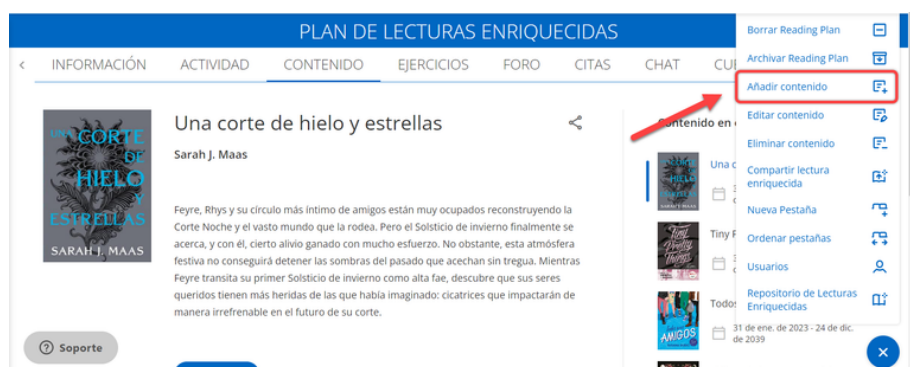 PLAN DE LECTURAS ENRIQUECIDAS
INFORMACIÓN ACTIVIDAD CONTENIDO EJERCICIOS FORO CITAS CHAT CU
UNA CORTE
DE
HIELO
Y
ESTRELLAS
SARAH J. MAAS
Una corte de hielo y estrellas
Sarah J. Maas
Feyre, Rhys y su círculo más íntimo de amigos están muy ocupados reconstruyendo la
Corte Noche y el vasto mundo que la rodea. Pero el Solsticio de invierno finalmente se
acerca, y con él, cierto alivio ganado con mucho esfuerzo. No obstante, esta atmósfera
festiva no conseguirá detener las sombras del pasado que acechan sin tregua. Mientras
Feyre transita su primer Solsticio de invierno como alta fae, descubre que sus seres
queridos tienen más heridas de las que había imaginado: cicatrices que impactarán de
manera irrefrenable en el futuro de su corte.
Soporte
Contenido en
Una c
Tiny P
Tiny
Pretty
Things
Todos
AMIGOS
31 de ene. de 2023 - 24 de dic.
de 2039
Borrar Reading Plan
Archivar Reading Plan
Añadir contenido
Editar contenido
Eliminar contenido
Compartir lectura
enriquecida
Nueva Pestaña
Ordenar pestañas
Usuarios
Repositorio de Lecturas
Enriquecidas